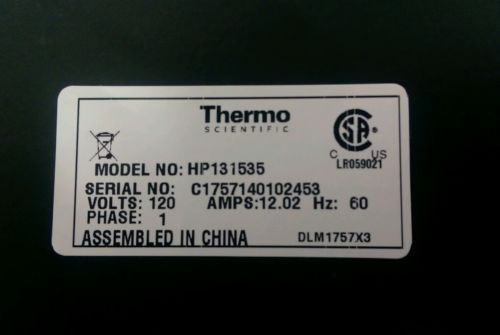 Thermo
SCIENTIFIC
SA
C US
LR059021
MODEL NO: HP131535
SERIAL NO: C1757140102453
VOLTS: 120 AMPS:12.02 Hz: 60
PHASE: 1
ASSEMBLED IN CHINA DLM1757X3